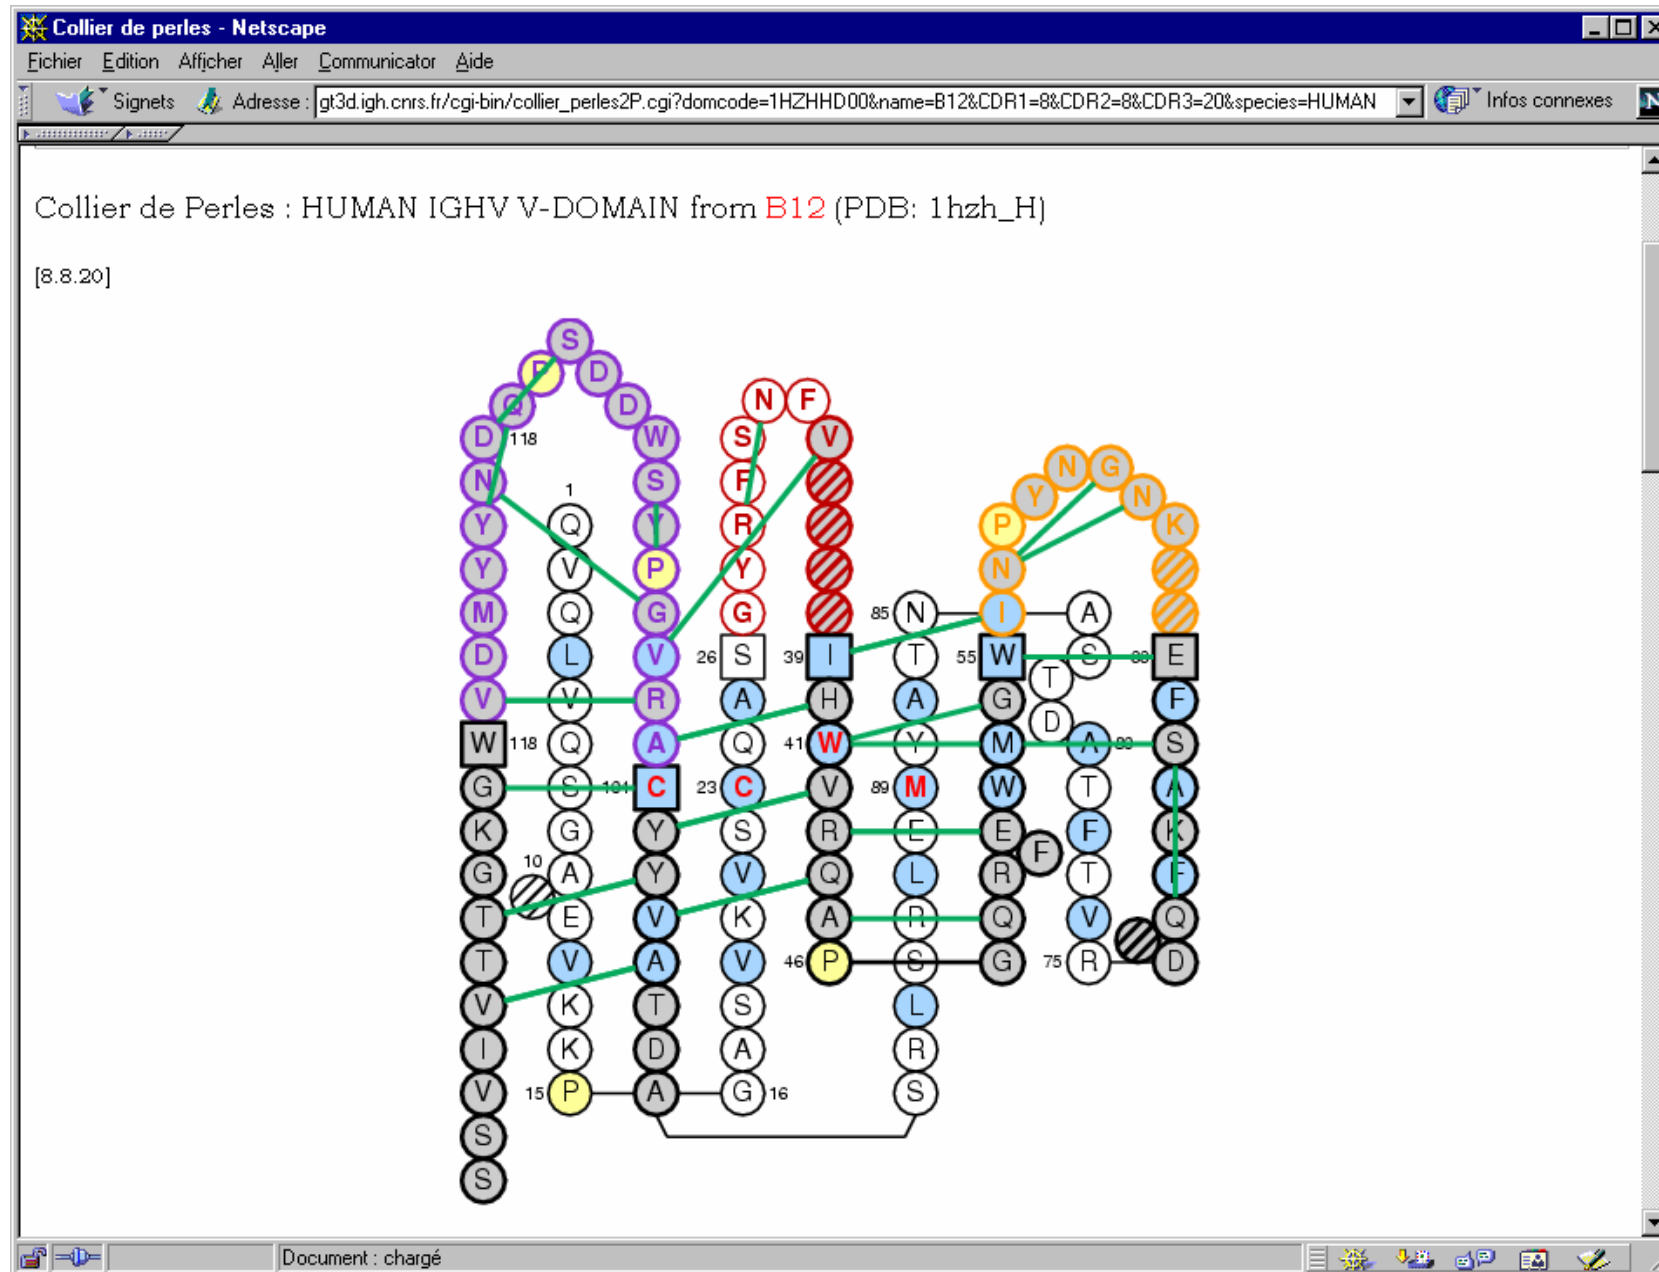 Collier de perles - Netscape
Fichier Edition Afficher Aller Communicator Aide
Signets Adresse : gt3d.igh.cnrs.fr/cgi-bin/collier_perles2P.cgi?domcode=1HZHHD00&name=B12&CDR1=8&CDR2=8&CDR3=20&species=HUMAN Infos connexes N
Collier de Perles : HUMAN IGHV V-DOMAIN from B12 (PDB: 1hzh_H)
[8.8.20]
S
P D
N F
Q D
D 118 W S V
N G
N S F
1 Y N
Y Q Y R P K
Y V P Y N
M Q G G 85 N I A
D L V 26 S 39 I T 55 W S E
T
V V R A H A G F
D
W 118 Q A Q 41 W Y M A S
G S C 23 C V 89 M W T A
K G Y S R E E F K
F
10
G A Y V Q L R T F
T E V K A R Q V Q
T V A V 46 P S G 75 R D
V K T S L
I K D A R
V 15 P A G 16 S
S
S
Document : chargé